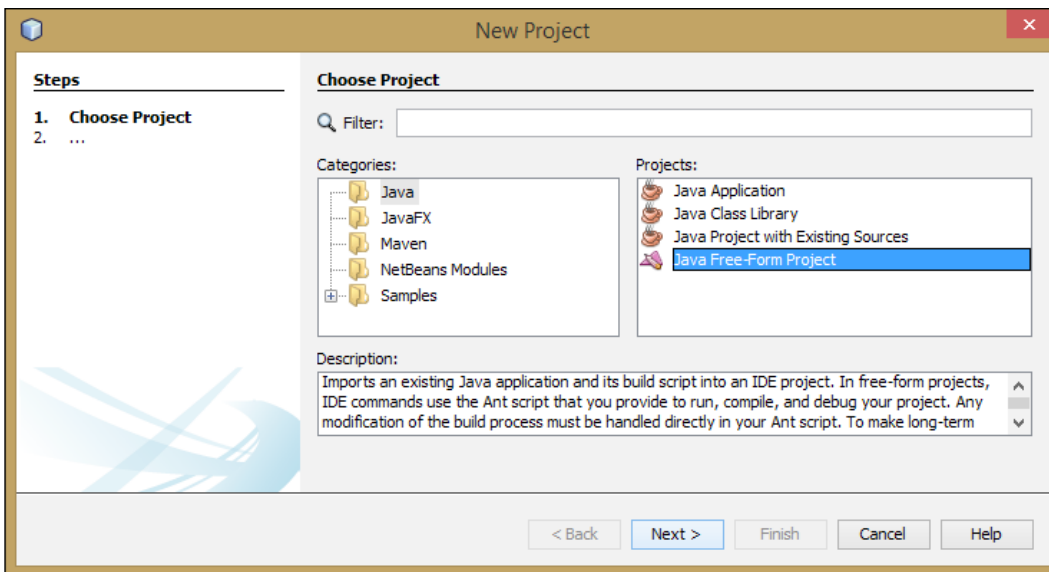 New Project
Steps
1. Choose Project
2. ...
Choose Project
Filter:
Categories:
Java
JavaFX
Maven
NetBeans Modules
Samples
Projects:
Java Application
Java Class Library
Java Project with Existing Sources
Java Free-Form Project
Description:
Imports an existing Java application and its build script into an IDE project. In free-form projects,
IDE commands use the Ant script that you provide to run, compile, and debug your project. Any
modification of the build process must be handled directly in your Ant script. To make long-term
< Back
Next >
Finish
Cancel
Help